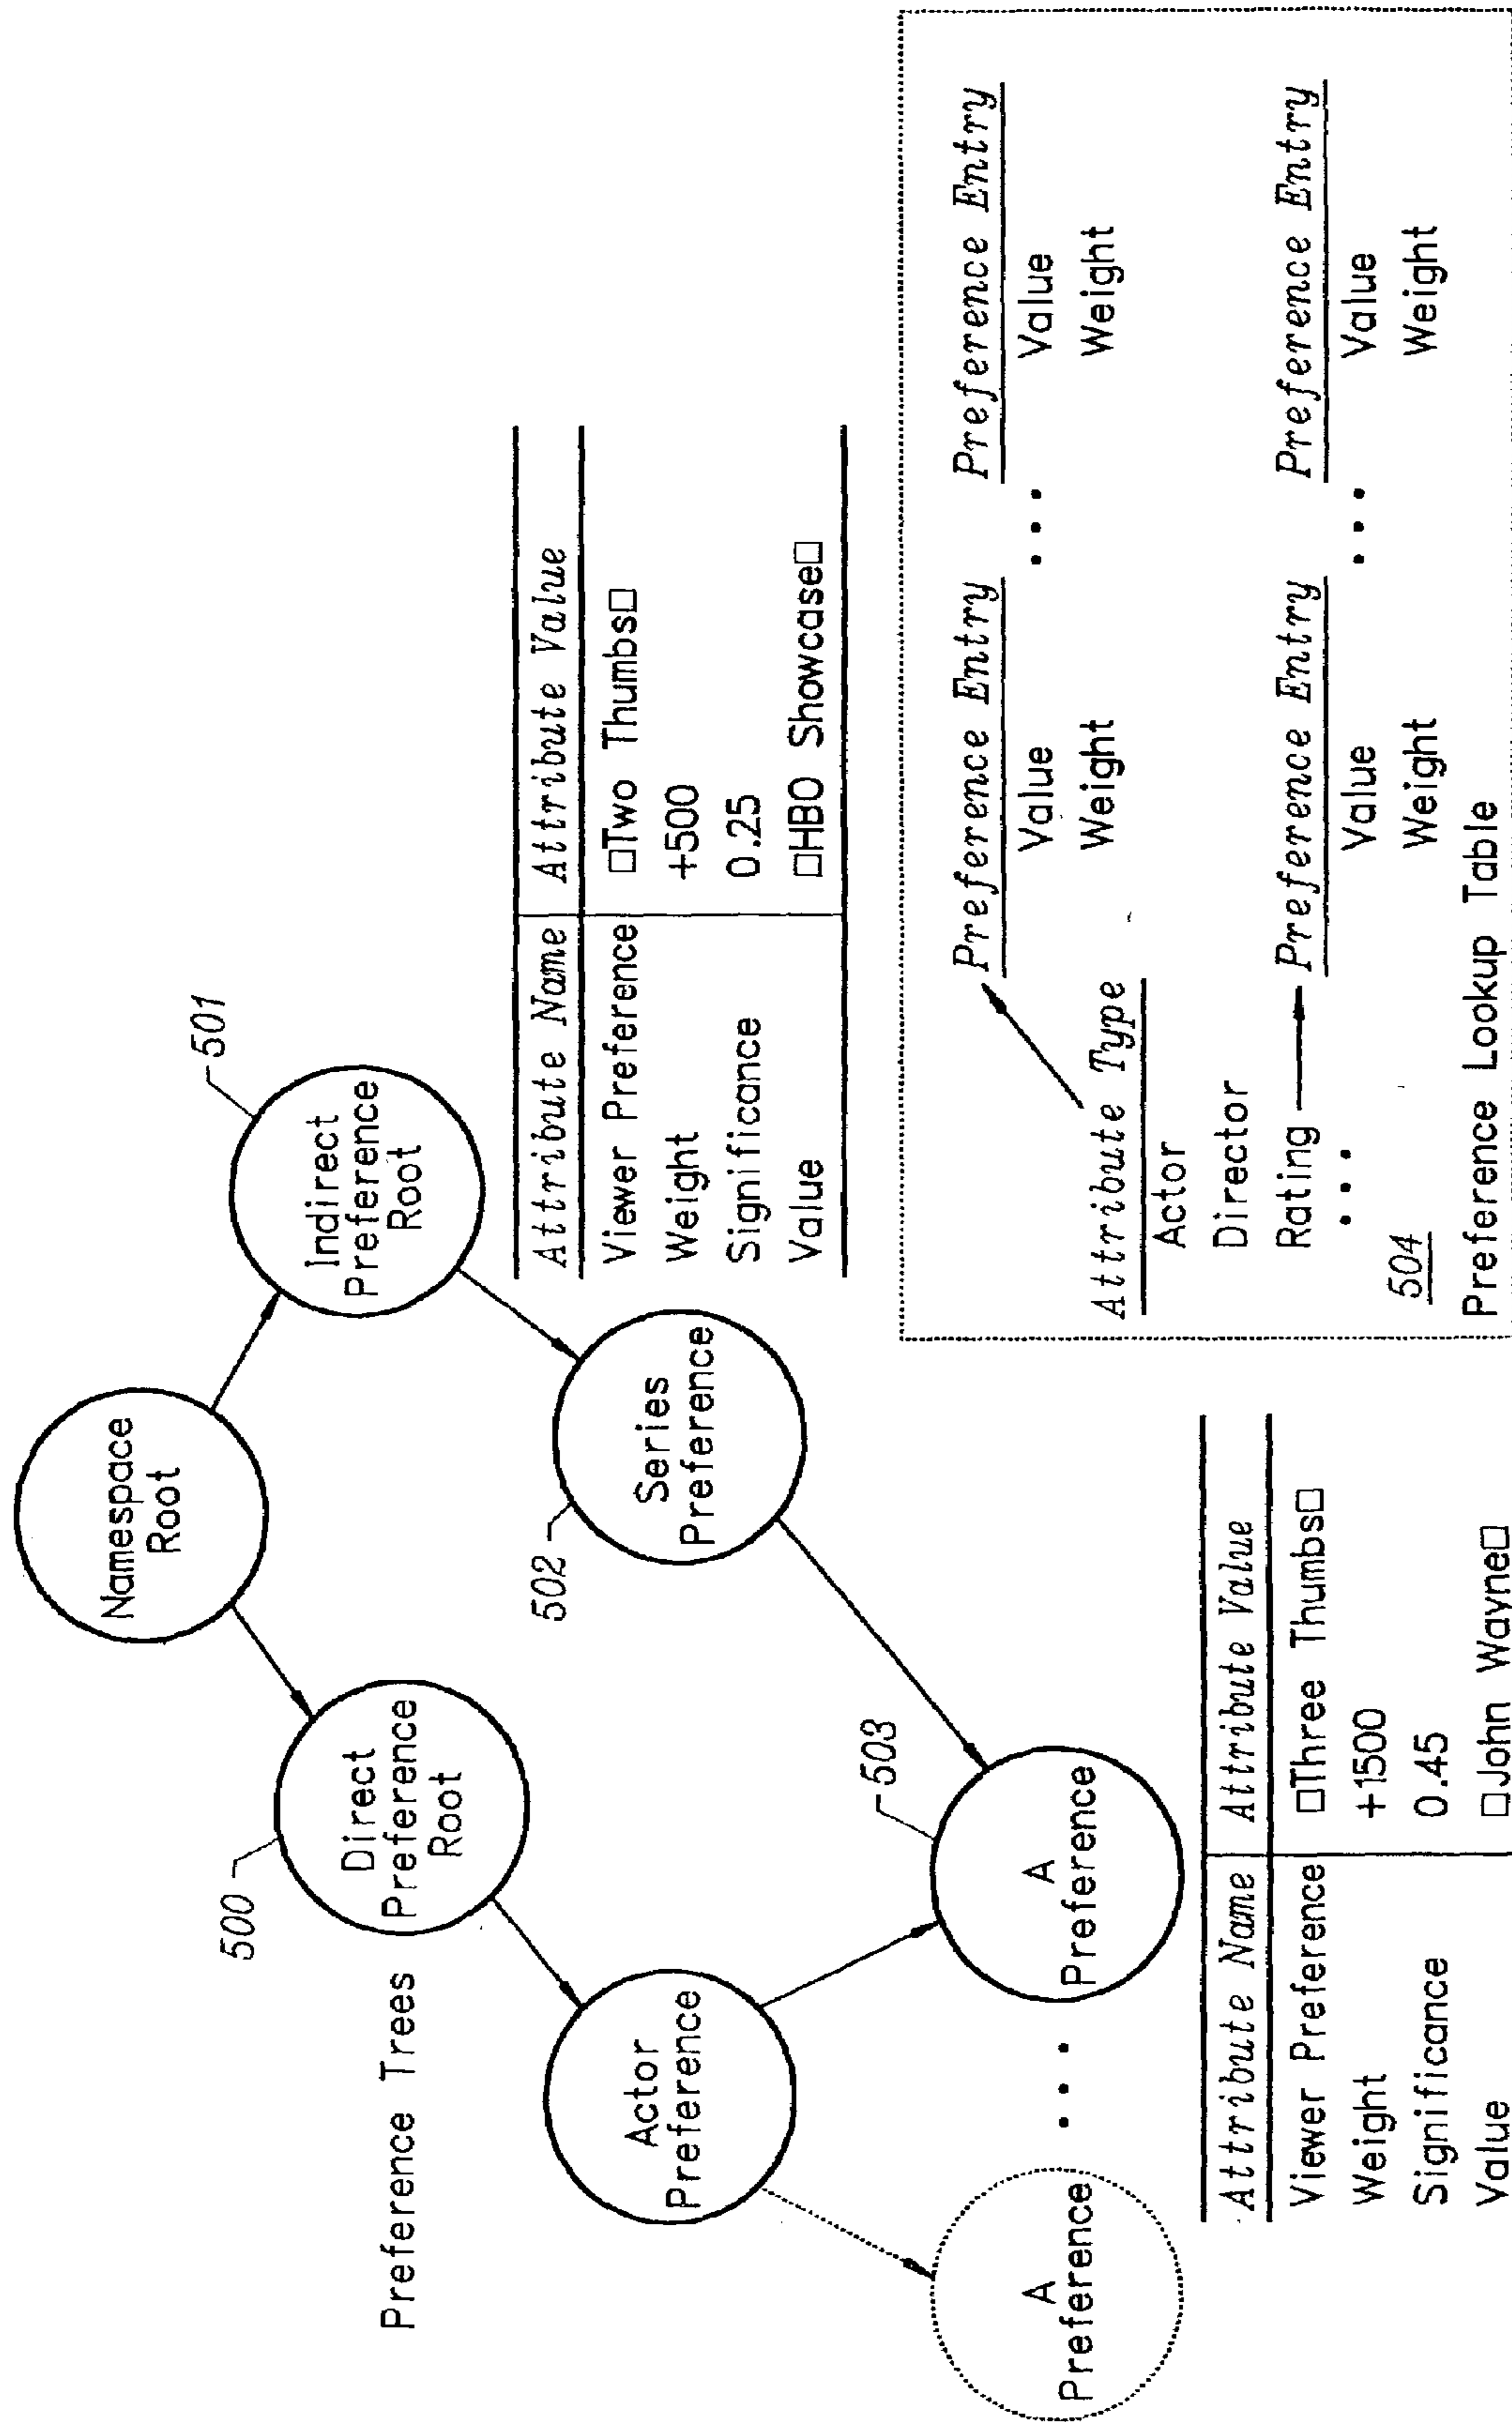 Preference Trees
Namespace
Root
500
Direct
Preference
Root
501
Indirect
Preference
Root
Actor
Preference
502
Series
Preference
A
Preference
• • •
503
A
Preference
Attribute Name Attribute Value
Viewer Preference □Two Thumbs□
Weight +500
Significance 0.25
Value □HBO Showcase□
Attribute Name Attribute Value
Viewer Preference □Three Thumbs□
Weight +1500
Significance 0.45
Value □John Wayne□
Preference Entry Preference Entry
Value • • • Value
Weight Weight
Attribute Type
Actor
Director
Rating Preference Entry Preference Entry
• • • Value • • • Value
Weight Weight
504
Preference Lookup Table